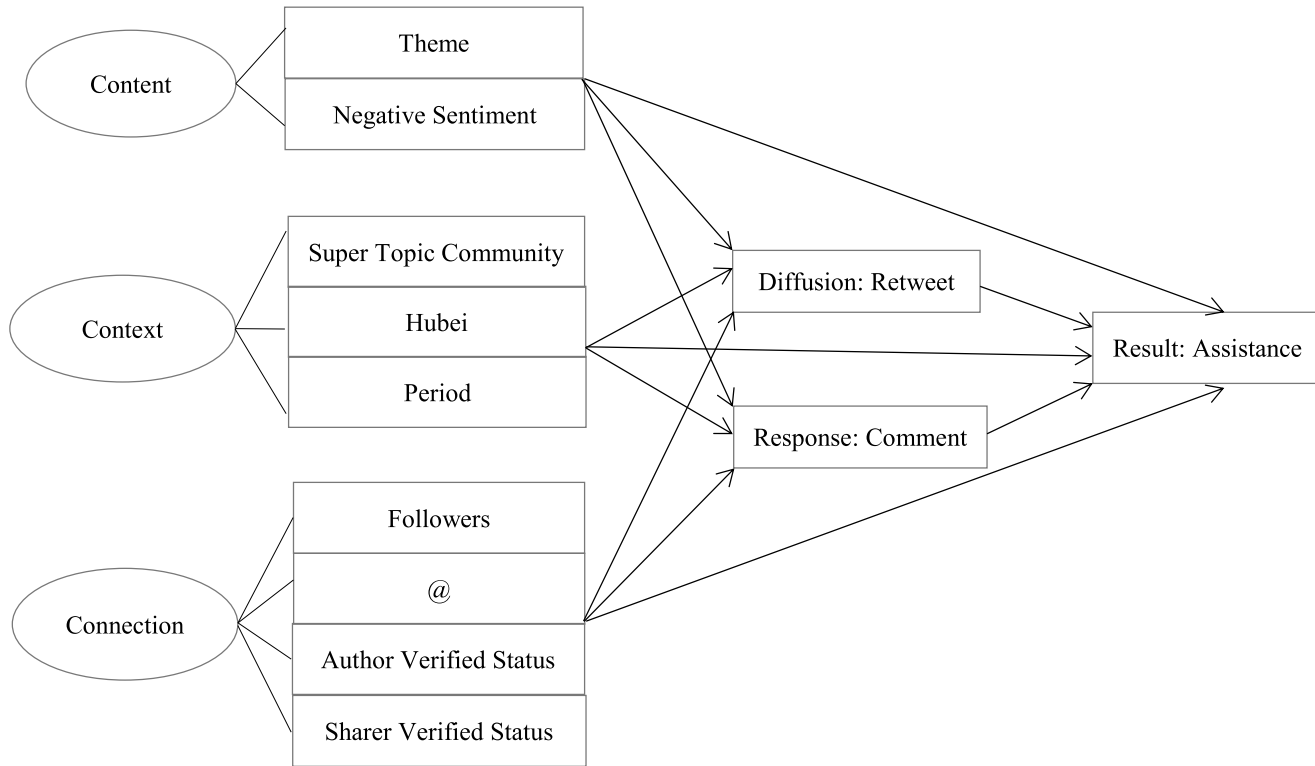 Content
Theme
Negative Sentiment
Context
Super Topic Community
Hubei
Period
Connection
Followers
@
Author Verified Status
Sharer Verified Status
Diffusion: Retweet
Response: Comment
Result: Assistance